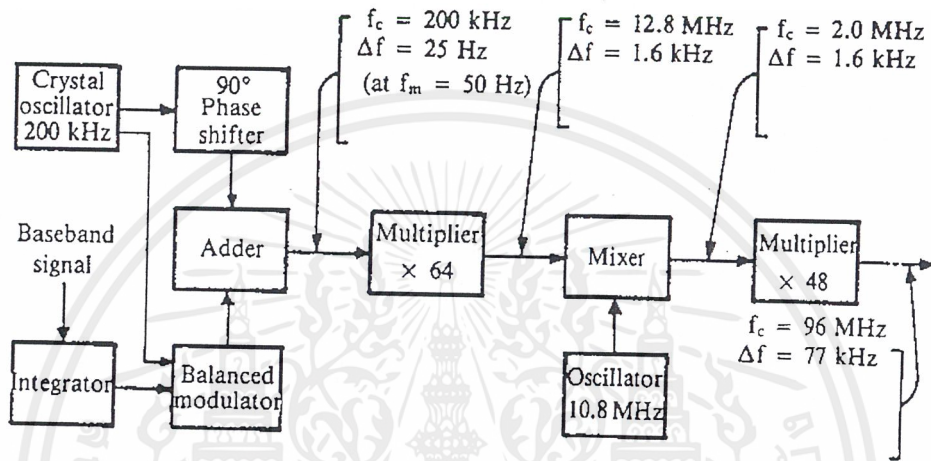 Crystal
oscillator
200 kHz
90°
Phase
shifter
f_c = 200 kHz
Δf = 25 Hz
(at f_m = 50 Hz)
f_c = 12.8 MHz
Δf = 1.6 kHz
f_c = 2.0 MHz
Δf = 1.6 kHz
Baseband
signal
Adder
Multiplier
× 64
Mixer
Multiplier
× 48
Integrator
Balanced
modulator
Oscillator
10.8 MHz
f_c = 96 MHz
Δf = 77 kHz